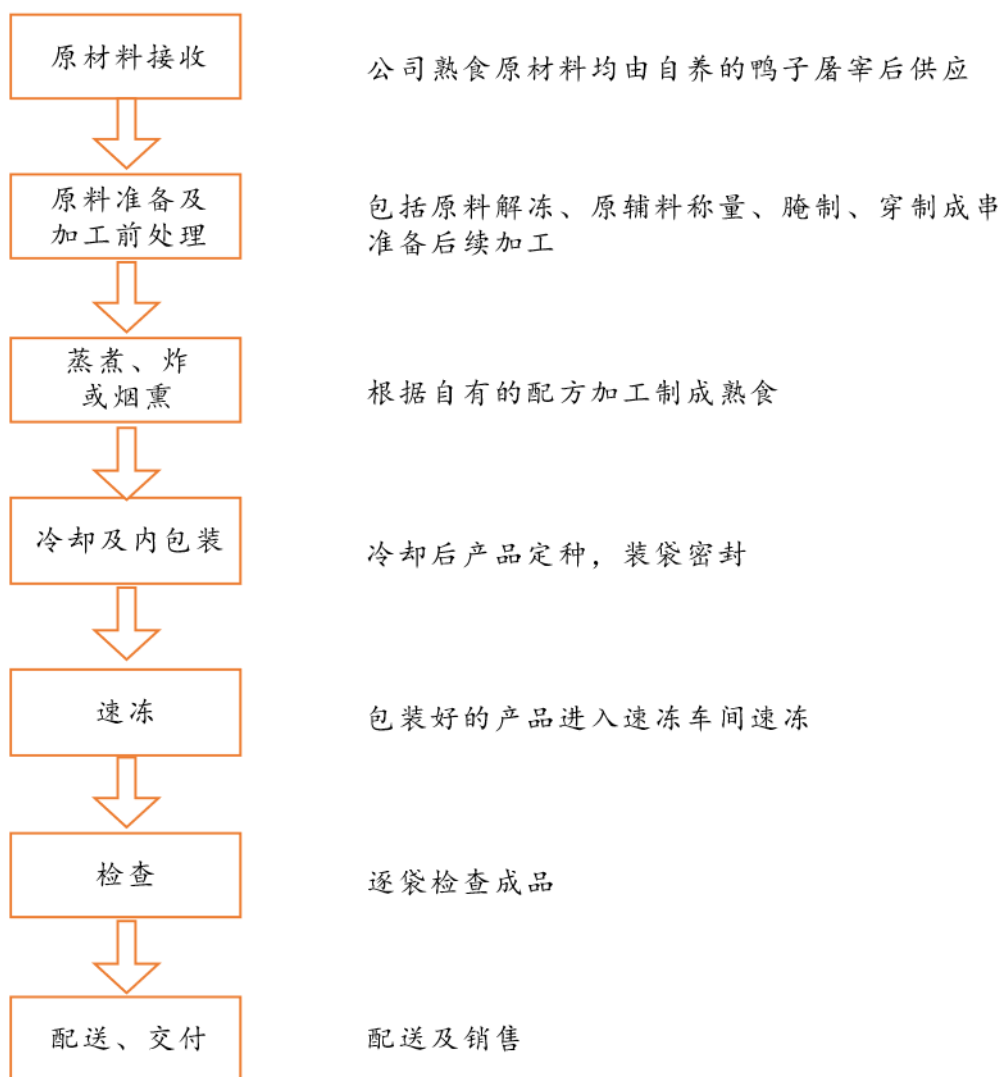 原材料接收
公司熟食原材料均由自养的鸭子屠宰后供应
原料准备及
加工前处理
包括原料解冻、原辅料称量、腌制、穿制成串
准备后续加工
蒸煮、炸
或烟熏
根据自有的配方加工制成熟食
冷却及内包装
冷却后产品定种，装袋密封
速冻
包装好的产品进入速冻车间速冻
检查
逐袋检查成品
配送、交付
配送及销售